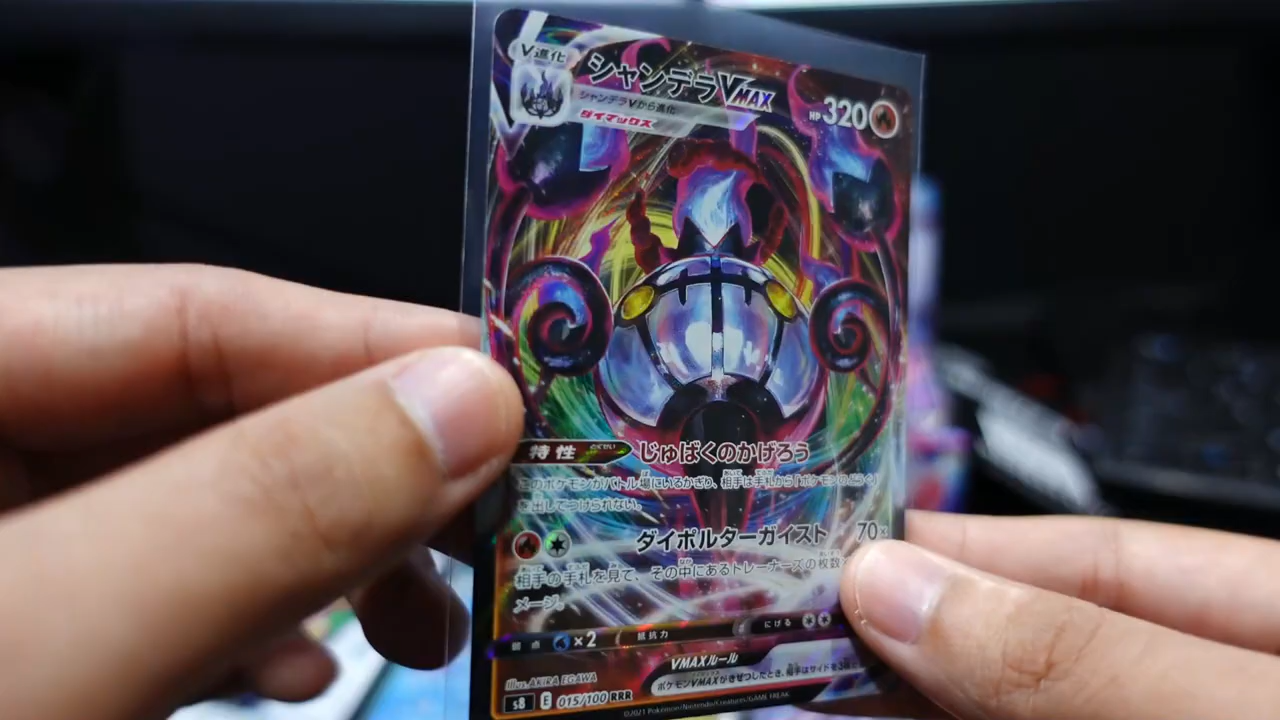 V進化
シャンデラVMAX
HP 320
シャンデラVから進化
ダイマックス
特性 じゅばくのかげろう
このポケモンがバトル場にいるかぎり、相手は手札から「ポケモンのどうぐ」
を出してつけられない。
ダイポルターガイスト 70×
相手の手札を見て、その中にあるトレーナーズの枚数
メージ。
弱点 ×2 抵抗力 にげる
VMAXルール
ポケモンVMAXがきぜつしたとき、相手はサイドを3
Illus. AKIRA EGAWA
s8 E 015/100 RRR
©2021 Pokémon/Nintendo/Creatures/GAME FREAK